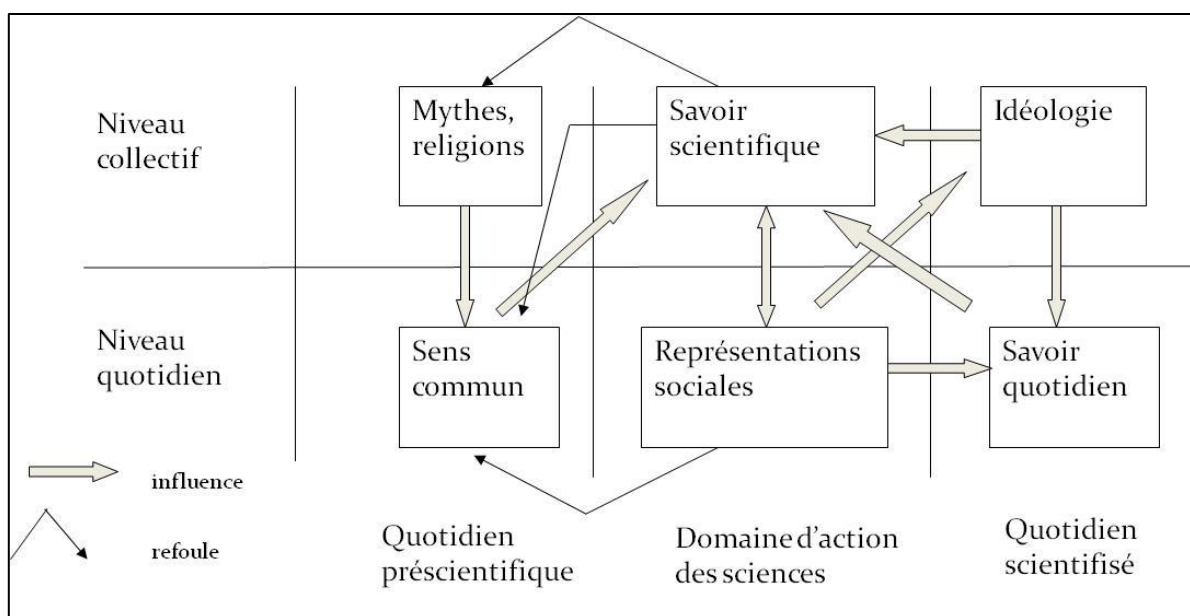 Niveau
collectif
Mythes,
religions
Savoir
scientifique
Idéologie
Niveau
quotidien
Sens
commun
Représentations
sociales
Savoir
quotidien
influence
refoule
Quotidien
préscientifique
Domaine d’action
des sciences
Quotidien
scientifisé